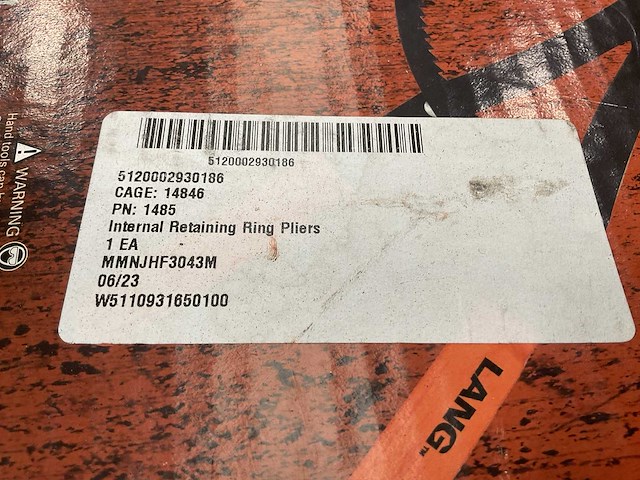 5120002930186
5120002930186
CAGE: 14846
PN: 1485
Internal Retaining Ring Pliers
1 EA
MMNJHF3043M
06/23
W5110931650100
WARNING
Hand tools can
LANG™